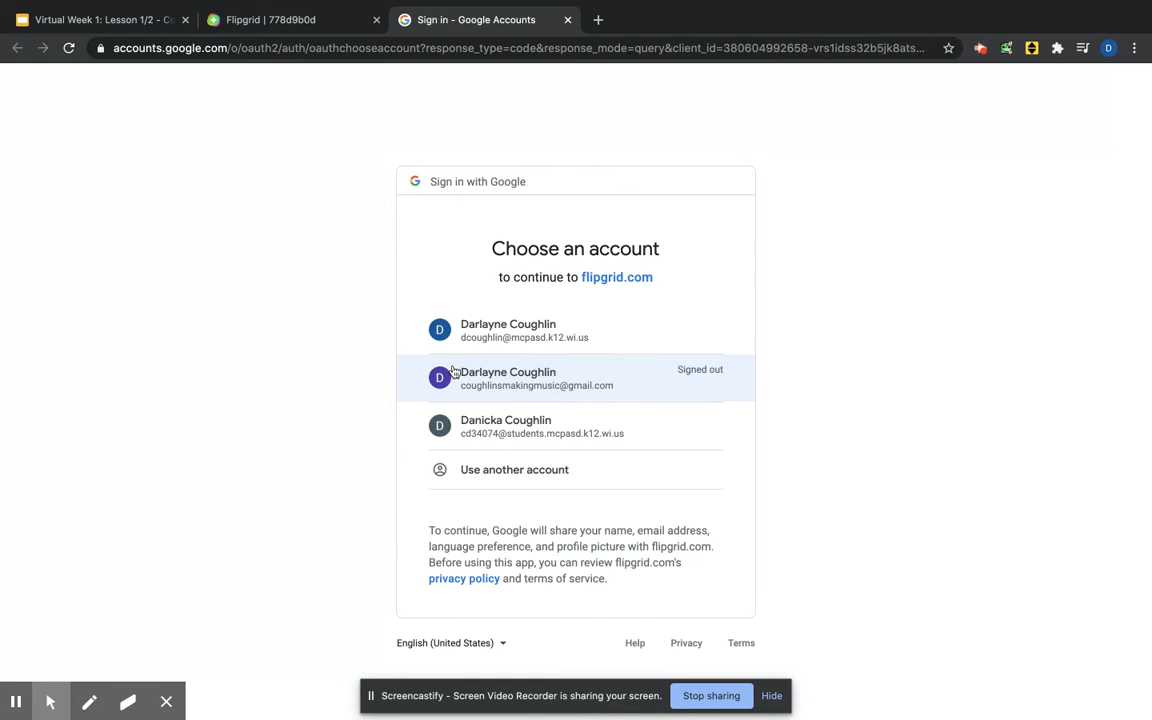 Virtual Week 1: Lesson 1/2 - Co
Flipgrid | 778d9b0d
Sign in - Google Accounts
accounts.google.com/o/oauth2/auth/oauthchooseaccount?response_type=code&response_mode=query&client_id=380604992658-vrs1idss32b5jk8ats...
D
G Sign in with Google
Choose an account
to continue to flipgrid.com
D Darlayne Coughlin
dcoughlin@mcpasd.k12.wi.us
D Darlayne Coughlin Signed out
coughlinsmakingmusic@gmail.com
D Danicka Coughlin
cd34074@students.mcpasd.k12.wi.us
Use another account
To continue, Google will share your name, email address,
language preference, and profile picture with flipgrid.com.
Before using this app, you can review flipgrid.com's
privacy policy and terms of service.
English (United States) Help Privacy Terms
Screencastify - Screen Video Recorder is sharing your screen. Stop sharing Hide